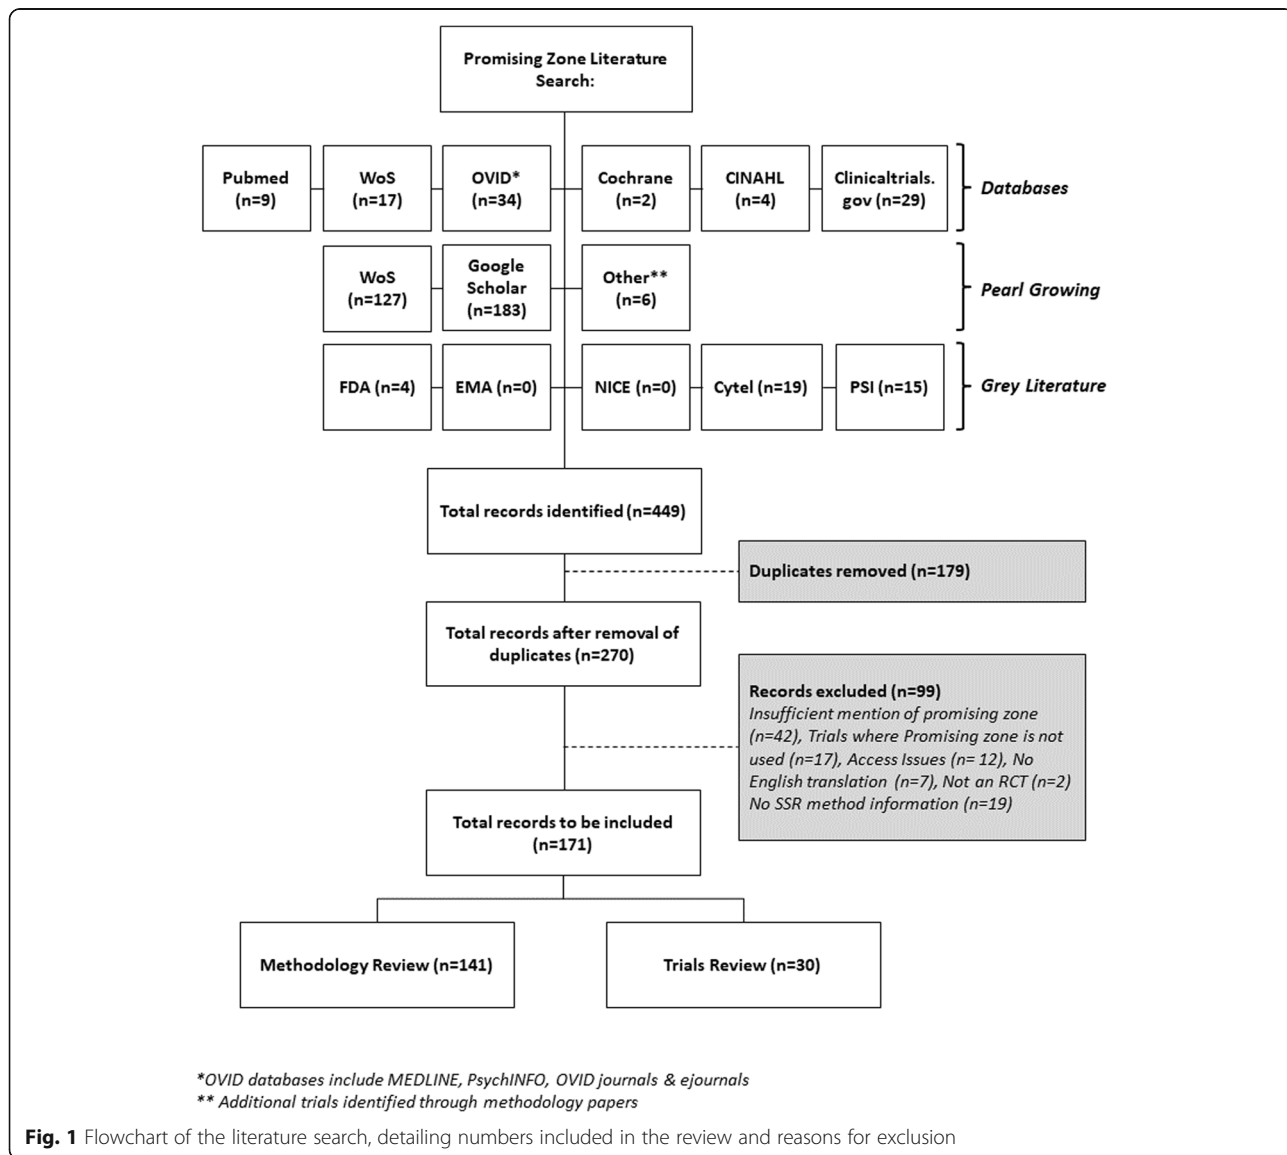 Promising Zone Literature
Search:
Pubmed
(n=9)
WoS
(n=17)
OVID*
(n=34)
Cochrane
(n=2)
CINAHL
(n=4)
Clinicaltrials.
gov (n=29)
Databases
WoS
(n=127)
Google
Scholar
(n=183)
Other**
(n=6)
Pearl Growing
FDA (n=4)
EMA (n=0)
NICE (n=0)
Cytel (n=19)
PSI (n=15)
Grey Literature
Total records identified (n=449)
Duplicates removed (n=179)
Total records after removal of
duplicates (n=270)
Records excluded (n=99)
Insufficient mention of promising zone
(n=42), Trials where Promising zone is not
used (n=17), Access Issues (n= 12), No
English translation (n=7), Not an RCT (n=2)
No SSR method information (n=19)
Total records to be included
(n=171)
Methodology Review (n=141)
Trials Review (n=30)
*OVID databases include MEDLINE, PsychINFO, OVID journals & ejournals
** Additional trials identified through methodology papers
Fig. 1 Flowchart of the literature search, detailing numbers included in the review and reasons for exclusion